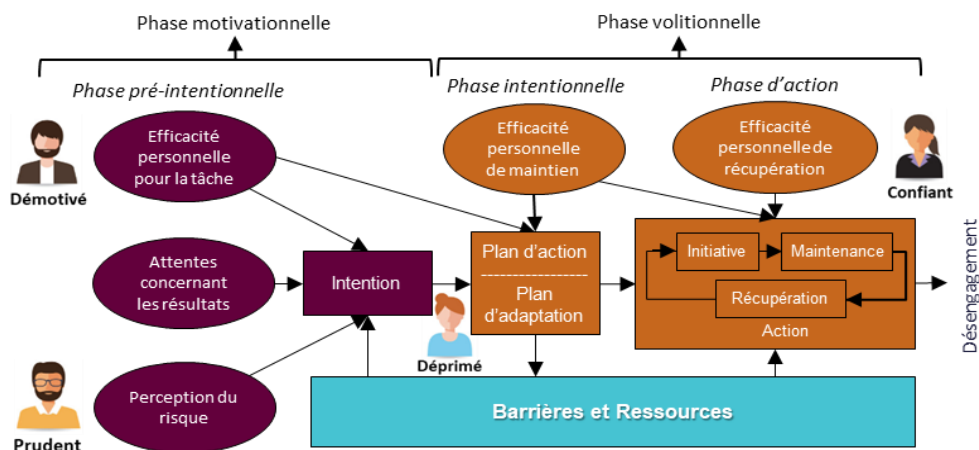 Phase motivationnelle
Phase volitionnelle
Phase pré-intentionnelle
Phase intentionnelle
Phase d'action
Efficacité
personnelle
pour la tâche
Efficacité
personnelle
de maintien
Efficacité
personnelle de
récupération
Démotivé
Confiant
Attentes
concernant
les résultats
Intention
Plan d'action
Plan
d'adaptation
Initiative
Maintenance
Récupération
Action
Désengagement
Déprimé
Perception du
risque
Prudent
Barrières et Ressources